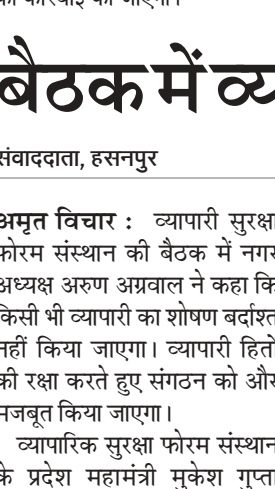 बैठक में व्य
संवाददाता, हसनपुर
अमृत विचार : व्यापारी सुरक्षा
फोरम संस्थान की बैठक में नगर
अध्यक्ष अरुण अग्रवाल ने कहा कि
किसी भी व्यापारी का शोषण बर्दाश्त
नहीं किया जाएगा। व्यापारी हितों
की रक्षा करते हुए संगठन को और
मजबूत किया जाएगा।
व्यापारिक सुरक्षा फोरम संस्थान
के प्रदेश महामंत्री मुकेश गुप्ता